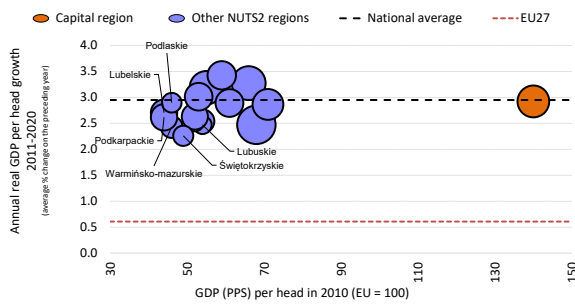 Capital region Other NUTS2 regions National average EU27
Annual real GDP per head growth
2011-2020
(average % change on the preceding year)
4.0
3.5
3.0
2.5
2.0
1.5
1.0
0.5
0.0
Podlaskie
Lubelskie
Podkarpackie
Lubuskie
Świętokrzyskie
Warmińsko-mazurskie
30 50 70 90 110 130 150
GDP (PPS) per head in 2010 (EU = 100)